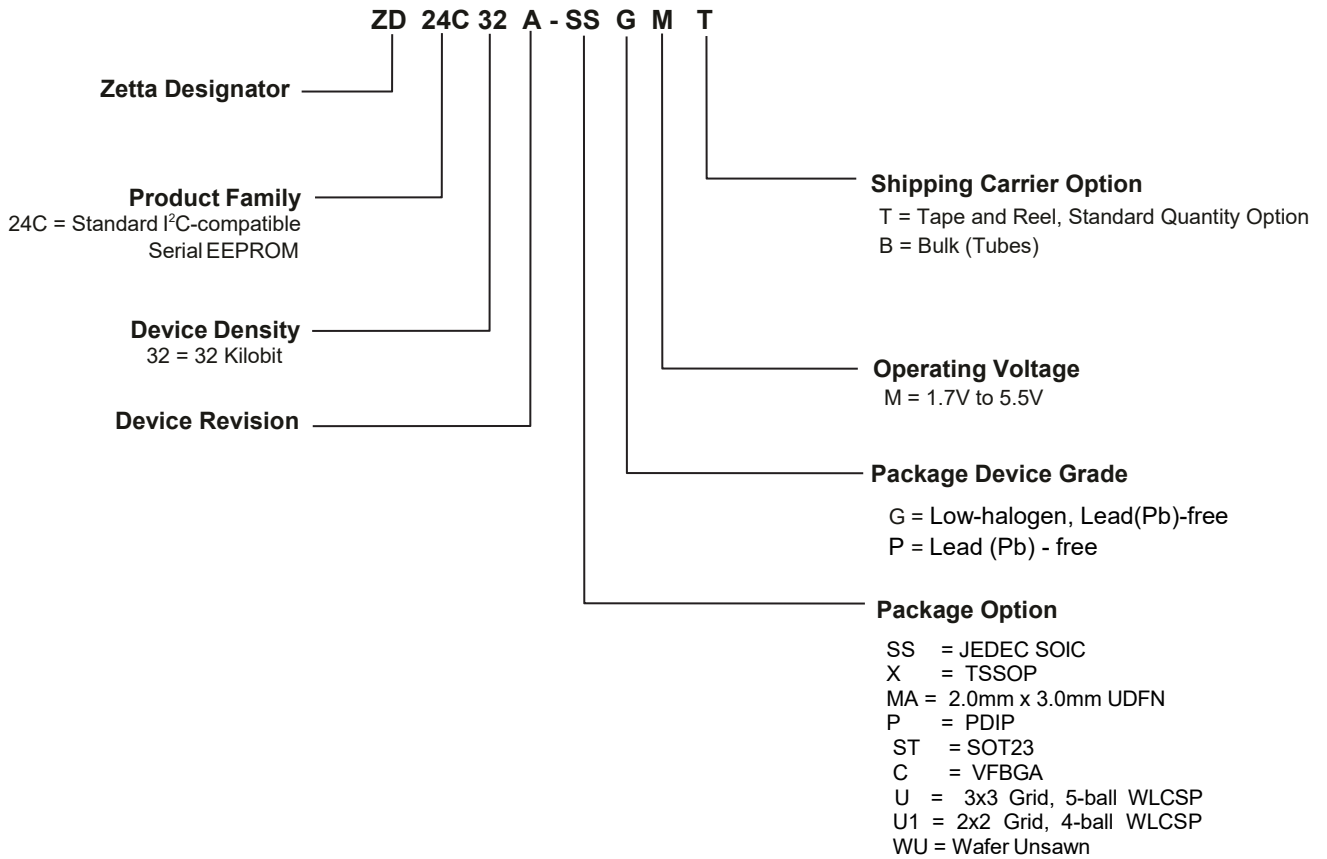 ZD 24C 32 A - SS G M T
Zetta Designator
Product Family
24C = Standard I²C-compatible
Serial EEPROM
Device Density
32 = 32 Kilobit
Device Revision
Shipping Carrier Option
T = Tape and Reel, Standard Quantity Option
B = Bulk (Tubes)
Operating Voltage
M = 1.7V to 5.5V
Package Device Grade
G = Low-halogen, Lead(Pb)-free
P = Lead (Pb) - free
Package Option
SS = JEDEC SOIC
X = TSSOP
MA = 2.0mm x 3.0mm UDFN
P = PDIP
ST = SOT23
C = VFBGA
U = 3x3 Grid, 5-ball WLCSP
U1 = 2x2 Grid, 4-ball WLCSP
WU = Wafer Unsawn